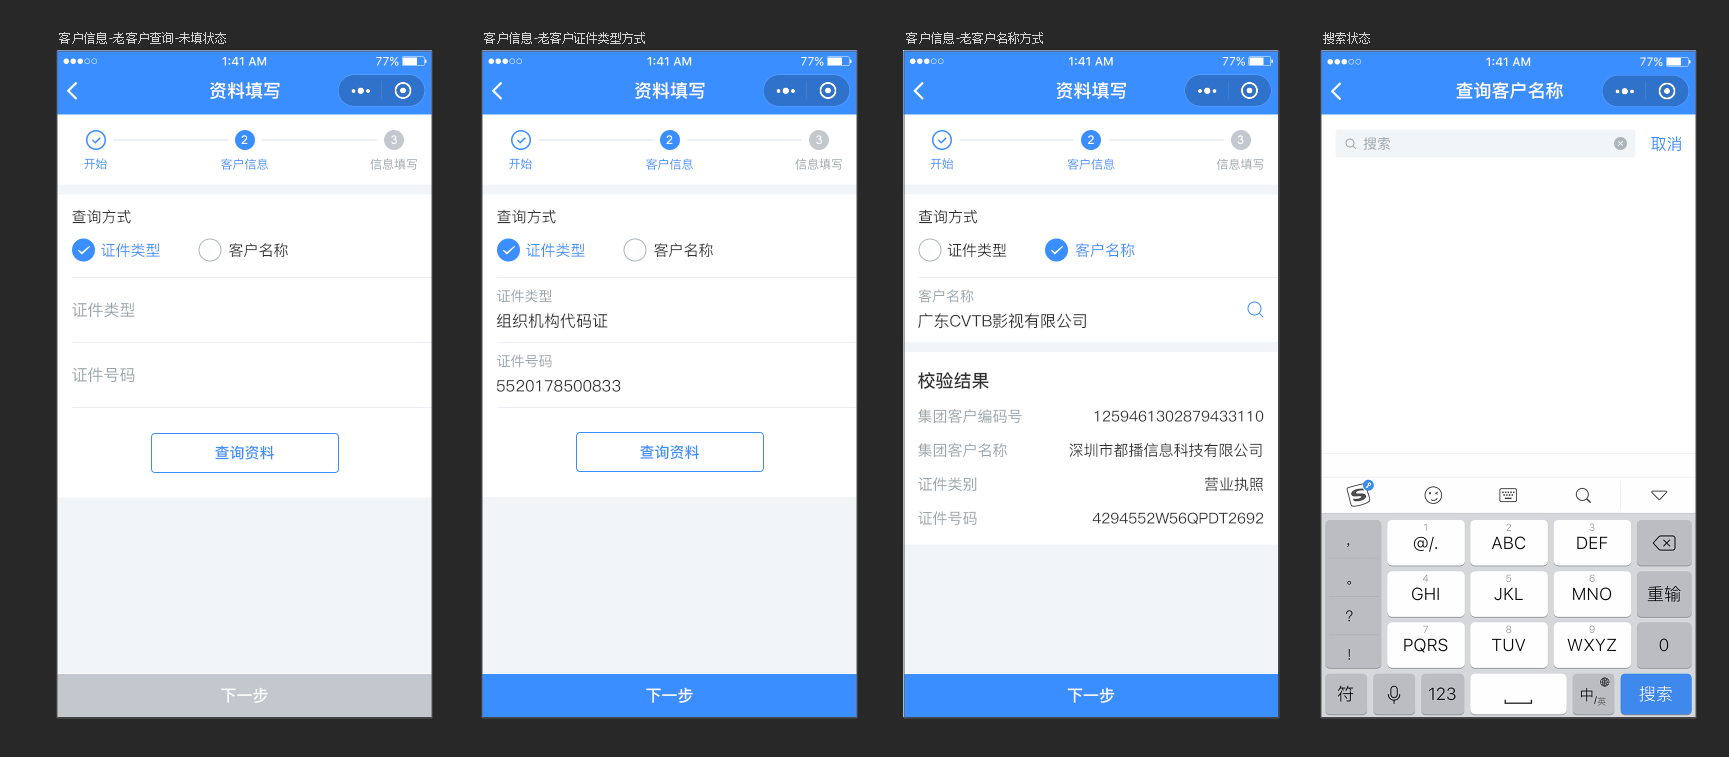 客户信息-老客户查询-未填状态
1:41 AM
77%
资料填写
2
3
开始
客户信息
信息填写
查询方式
证件类型
客户名称
证件类型
证件号码
查询资料
下一步
客户信息-老客户证件类型方式
1:41 AM
77%
资料填写
2
3
开始
客户信息
信息填写
查询方式
证件类型
客户名称
证件类型
组织机构代码证
证件号码
5520178500833
查询资料
下一步
客户信息-老客户名称方式
1:41 AM
77%
资料填写
2
3
开始
客户信息
信息填写
查询方式
证件类型
客户名称
客户名称
广东CVTB影视有限公司
校验结果
集团客户编码号 1259461302879433110
集团客户名称 深圳市都播信息科技有限公司
证件类别 营业执照
证件号码 4294552W56QPDT2692
下一步
搜索状态
1:41 AM
77%
查询客户名称
搜索
取消
S
,
。
?
!
1
@/.
2
ABC
3
DEF
4
GHI
5
JKL
6
MNO
重输
7
PQRS
8
TUV
9
WXYZ
0
符
123
中/英
搜索